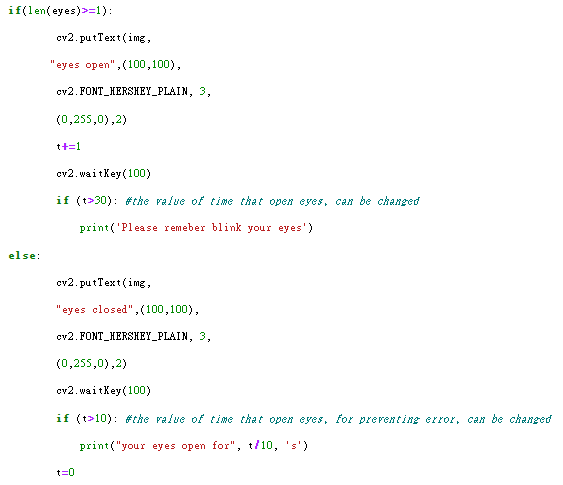 if(len(eyes)>=1):
cv2.putText(img,
"eyes open",(100,100),
cv2.FONT_HERSHEY_PLAIN, 3,
(0,255,0),2)
t+=1
cv2.waitKey(100)
if (t>30): #the value of time that open eyes, can be changed
print('Please remeber blink your eyes')
else:
cv2.putText(img,
"eyes closed",(100,100),
cv2.FONT_HERSHEY_PLAIN, 3,
(0,255,0),2)
cv2.waitKey(100)
if (t>10): #the value of time that open eyes, for preventing error, can be changed
print("your eyes open for", t/10, 's')
t=0